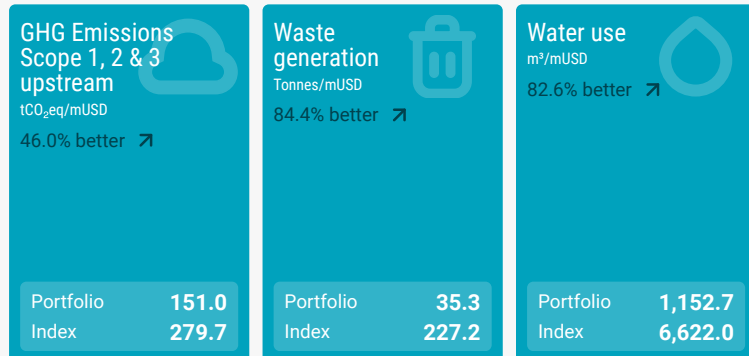 GHG Emissions
Scope 1, 2 & 3
upstream
tCO₂eq/mUSD
46.0% better
Portfolio 151.0
Index 279.7
Waste
generation
Tonnes/mUSD
84.4% better
Portfolio 35.3
Index 227.2
Water use
m³/mUSD
82.6% better
Portfolio 1,152.7
Index 6,622.0